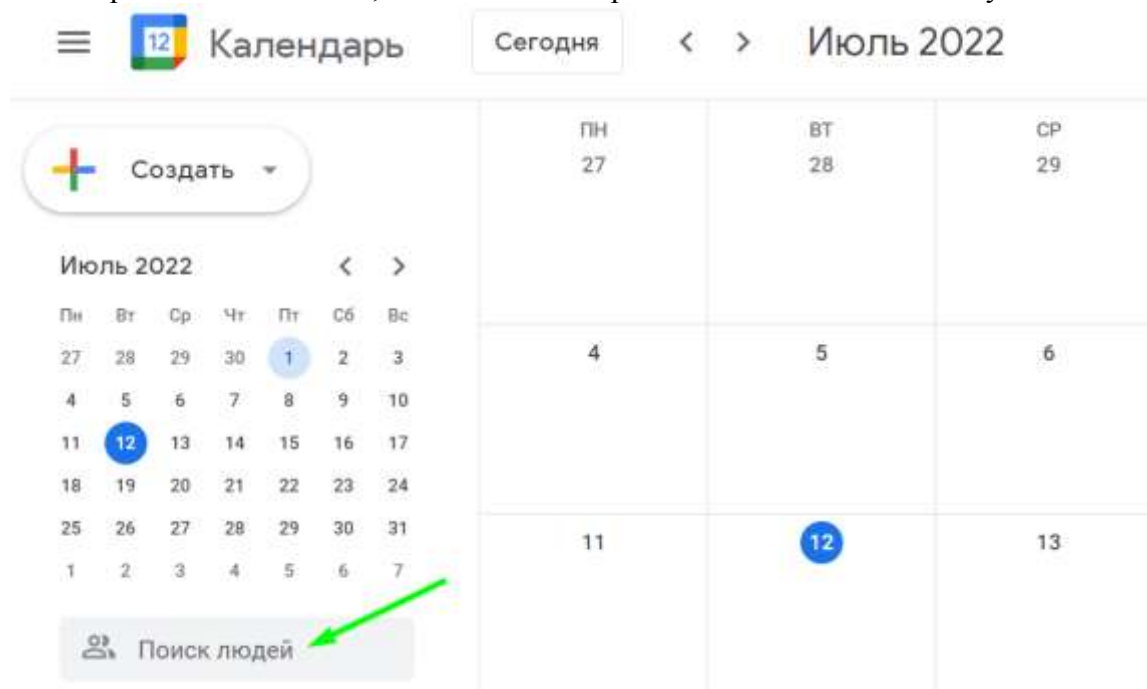 12 Календарь Сегодня < > Июль 2022
Создать
ПН ВТ СР
27 28 29
Июль 2022 < >
Пн Вт Ср Чт Пт Сб Вс
27 28 29 30 1 2 3
4 5 6 7 8 9 10
11 12 13 14 15 16 17
18 19 20 21 22 23 24
25 26 27 28 29 30 31
1 2 3 4 5 6 7
Поиск людей
4 5 6
11 12 13